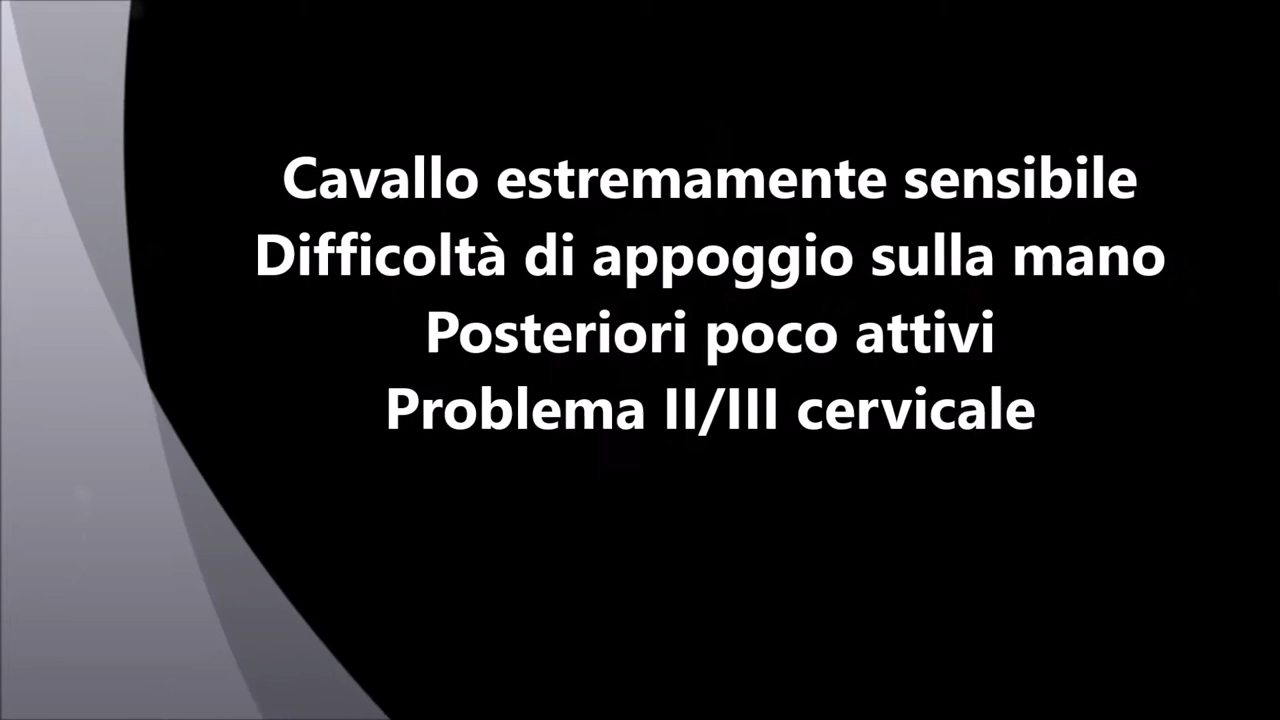 Cavallo estremamente sensibile
Difficoltà di appoggio sulla mano
Posteriori poco attivi
Problema II/III cervicale